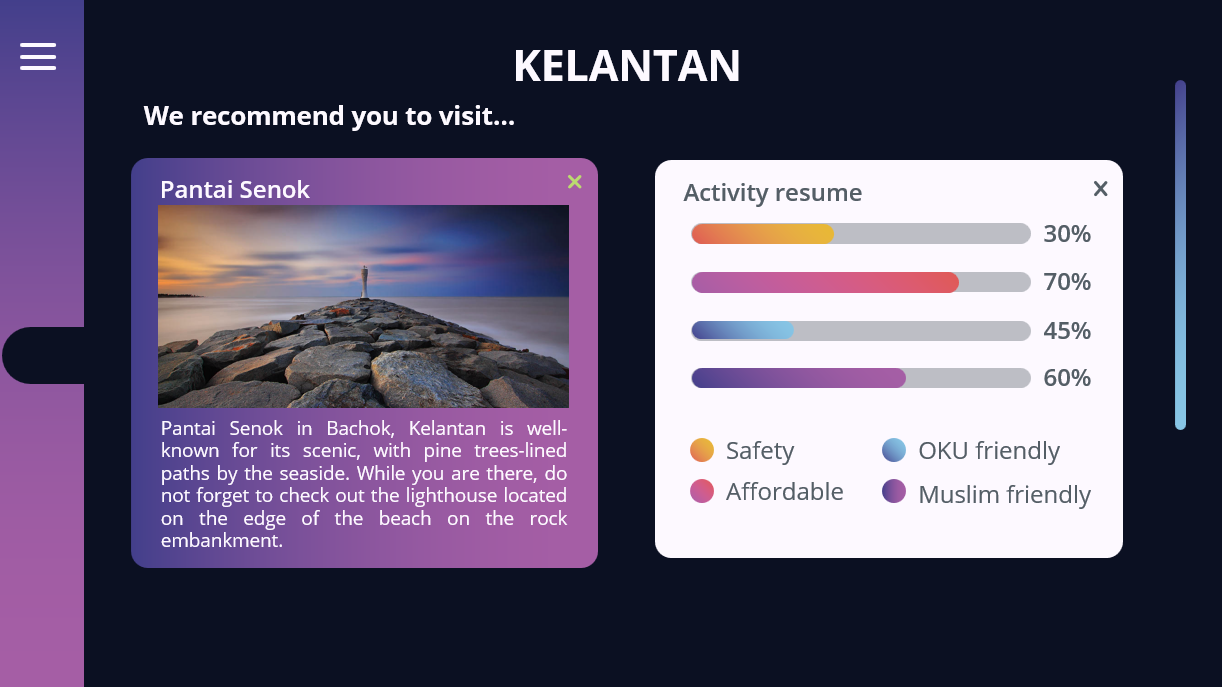 KELANTAN
We recommend you to visit...
Pantai Senok
Pantai Senok in Bachok, Kelantan is well-
known for its scenic, with pine trees-lined
paths by the seaside. While you are there, do
not forget to check out the lighthouse located
on the edge of the beach on the rock
embankment.
Activity resume
30%
70%
45%
60%
Safety
OKU friendly
Affordable
Muslim friendly